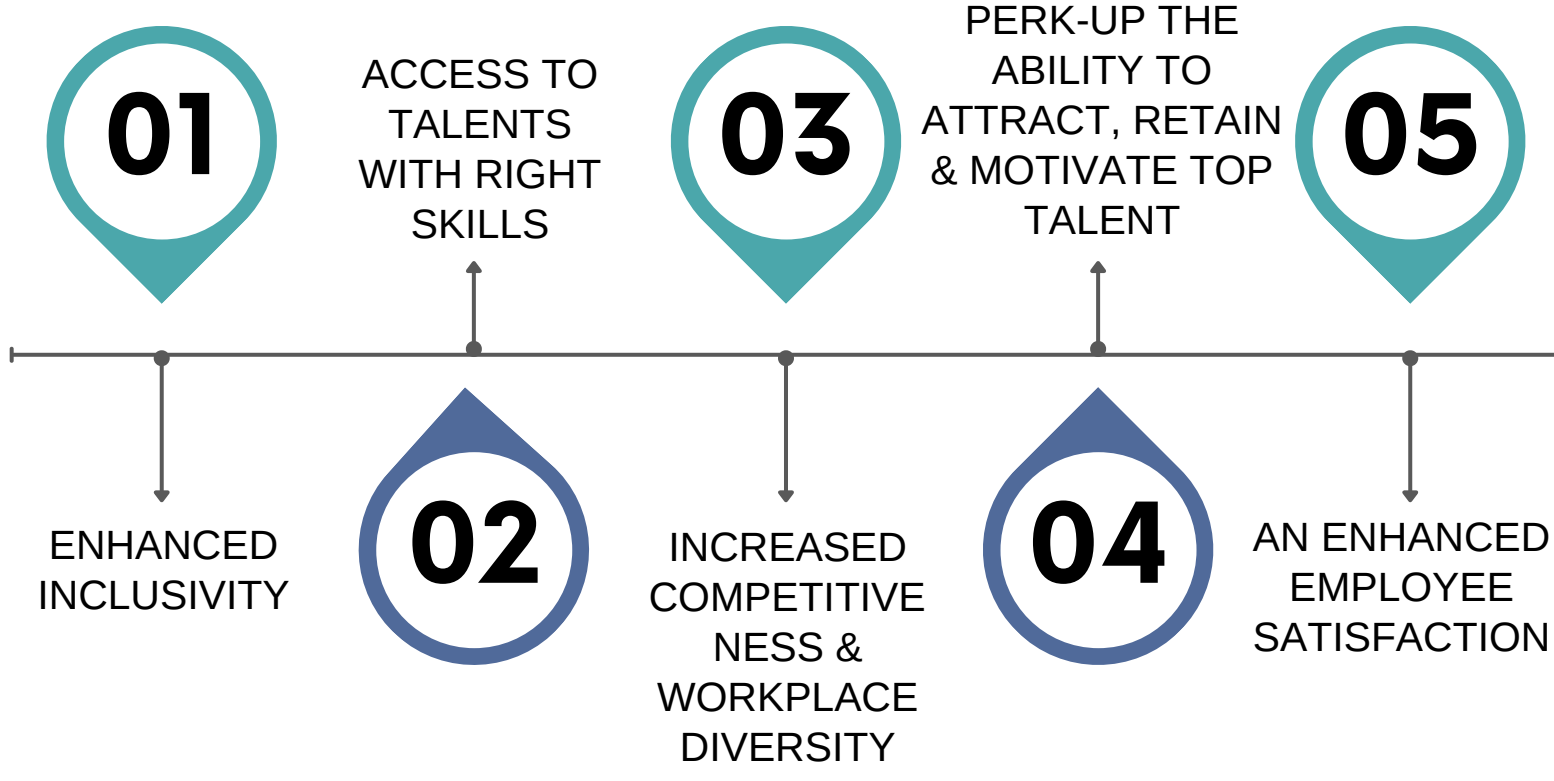 01
ENHANCED
INCLUSIVITY
ACCESS TO
TALENTS
WITH RIGHT
SKILLS
02
03
INCREASED
COMPETITIVE
NESS &
WORKPLACE
DIVERSITY
PERK-UP THE
ABILITY TO
ATTRACT, RETAIN
& MOTIVATE TOP
TALENT
04
05
AN ENHANCED
EMPLOYEE
SATISFACTION